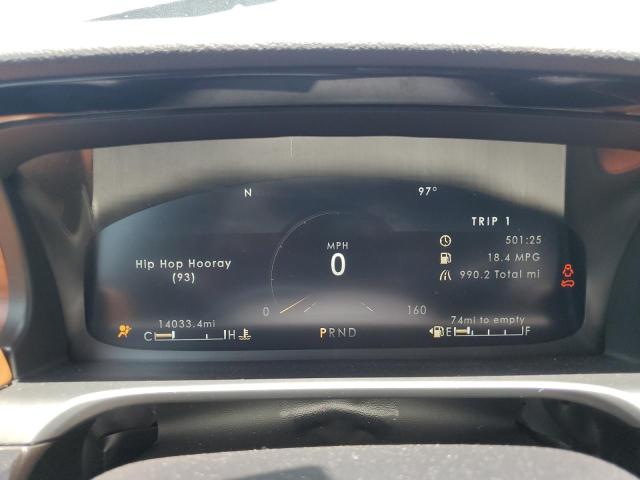 N
97°
TRIP 1
501:25
18.4 MPG
990.2 Total mi
Hip Hop Hooray
(93)
MPH
0
0
160
14033.4mi
74mi to empty
C H
PRND
E F